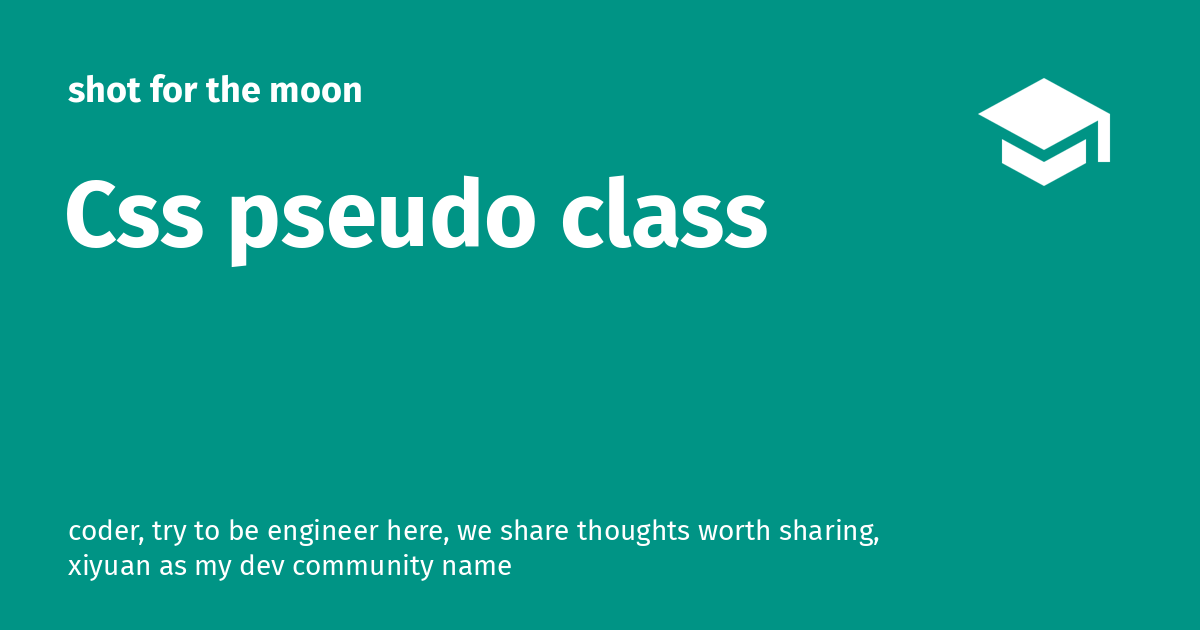 shot for the moon
Css pseudo class
coder, try to be engineer here, we share thoughts worth sharing,
xiyuan as my dev community name